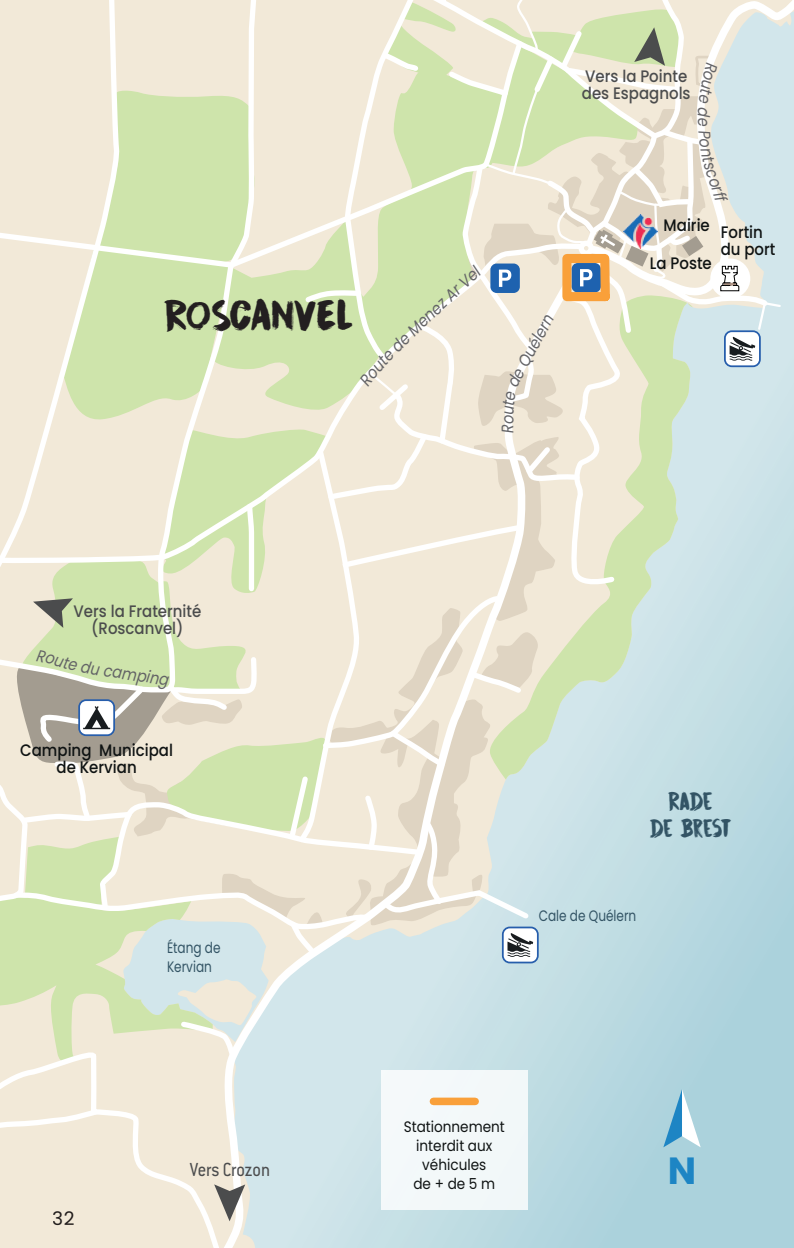 Vers la Pointe
des Espagnols
Route de Pontscorff
Mairie
Fortin
du port
La Poste
P
P
ROSCANVEL
Route de Menez Ar Vel
Route de Quélern
Vers la Fraternité
(Roscanvel)
Route du camping
Camping Municipal
de Kervian
RADE
DE BREST
Cale de Quélern
Étang de
Kervian
Stationnement
interdit aux
véhicules
de + de 5 m
N
Vers Crozon
32